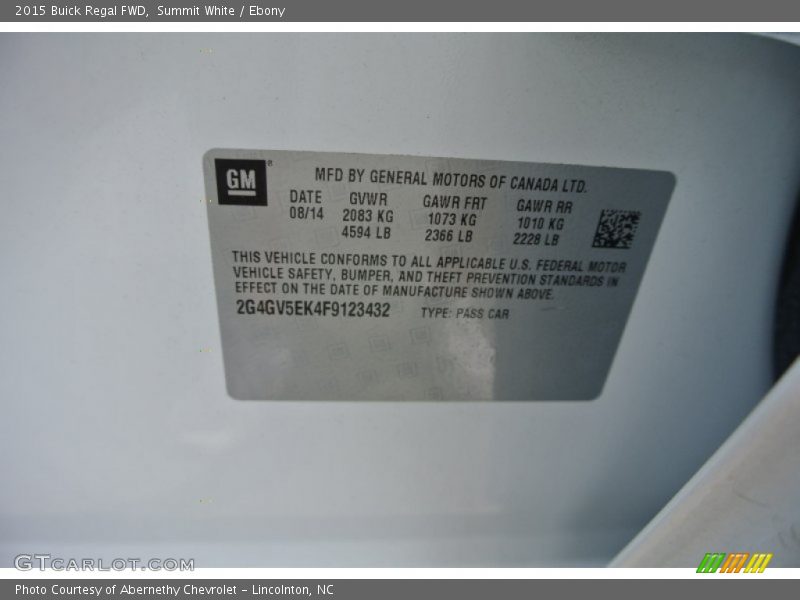 2015 Buick Regal FWD,  Summit White / Ebony
GM®
MFD BY GENERAL MOTORS OF CANADA LTD.
DATE GVWR GAWR FRT GAWR RR
08/14 2083 KG 1073 KG 1010 KG
4594 LB 2366 LB 2228 LB
THIS VEHICLE CONFORMS TO ALL APPLICABLE U.S. FEDERAL MOTOR
VEHICLE SAFETY, BUMPER, AND THEFT PREVENTION STANDARDS IN
EFFECT ON THE DATE OF MANUFACTURE SHOWN ABOVE.
2G4GV5EK4F9123432 TYPE: PASS CAR
GTCARLOT.COM
Photo Courtesy of Abernethy Chevrolet – Lincolnton, NC